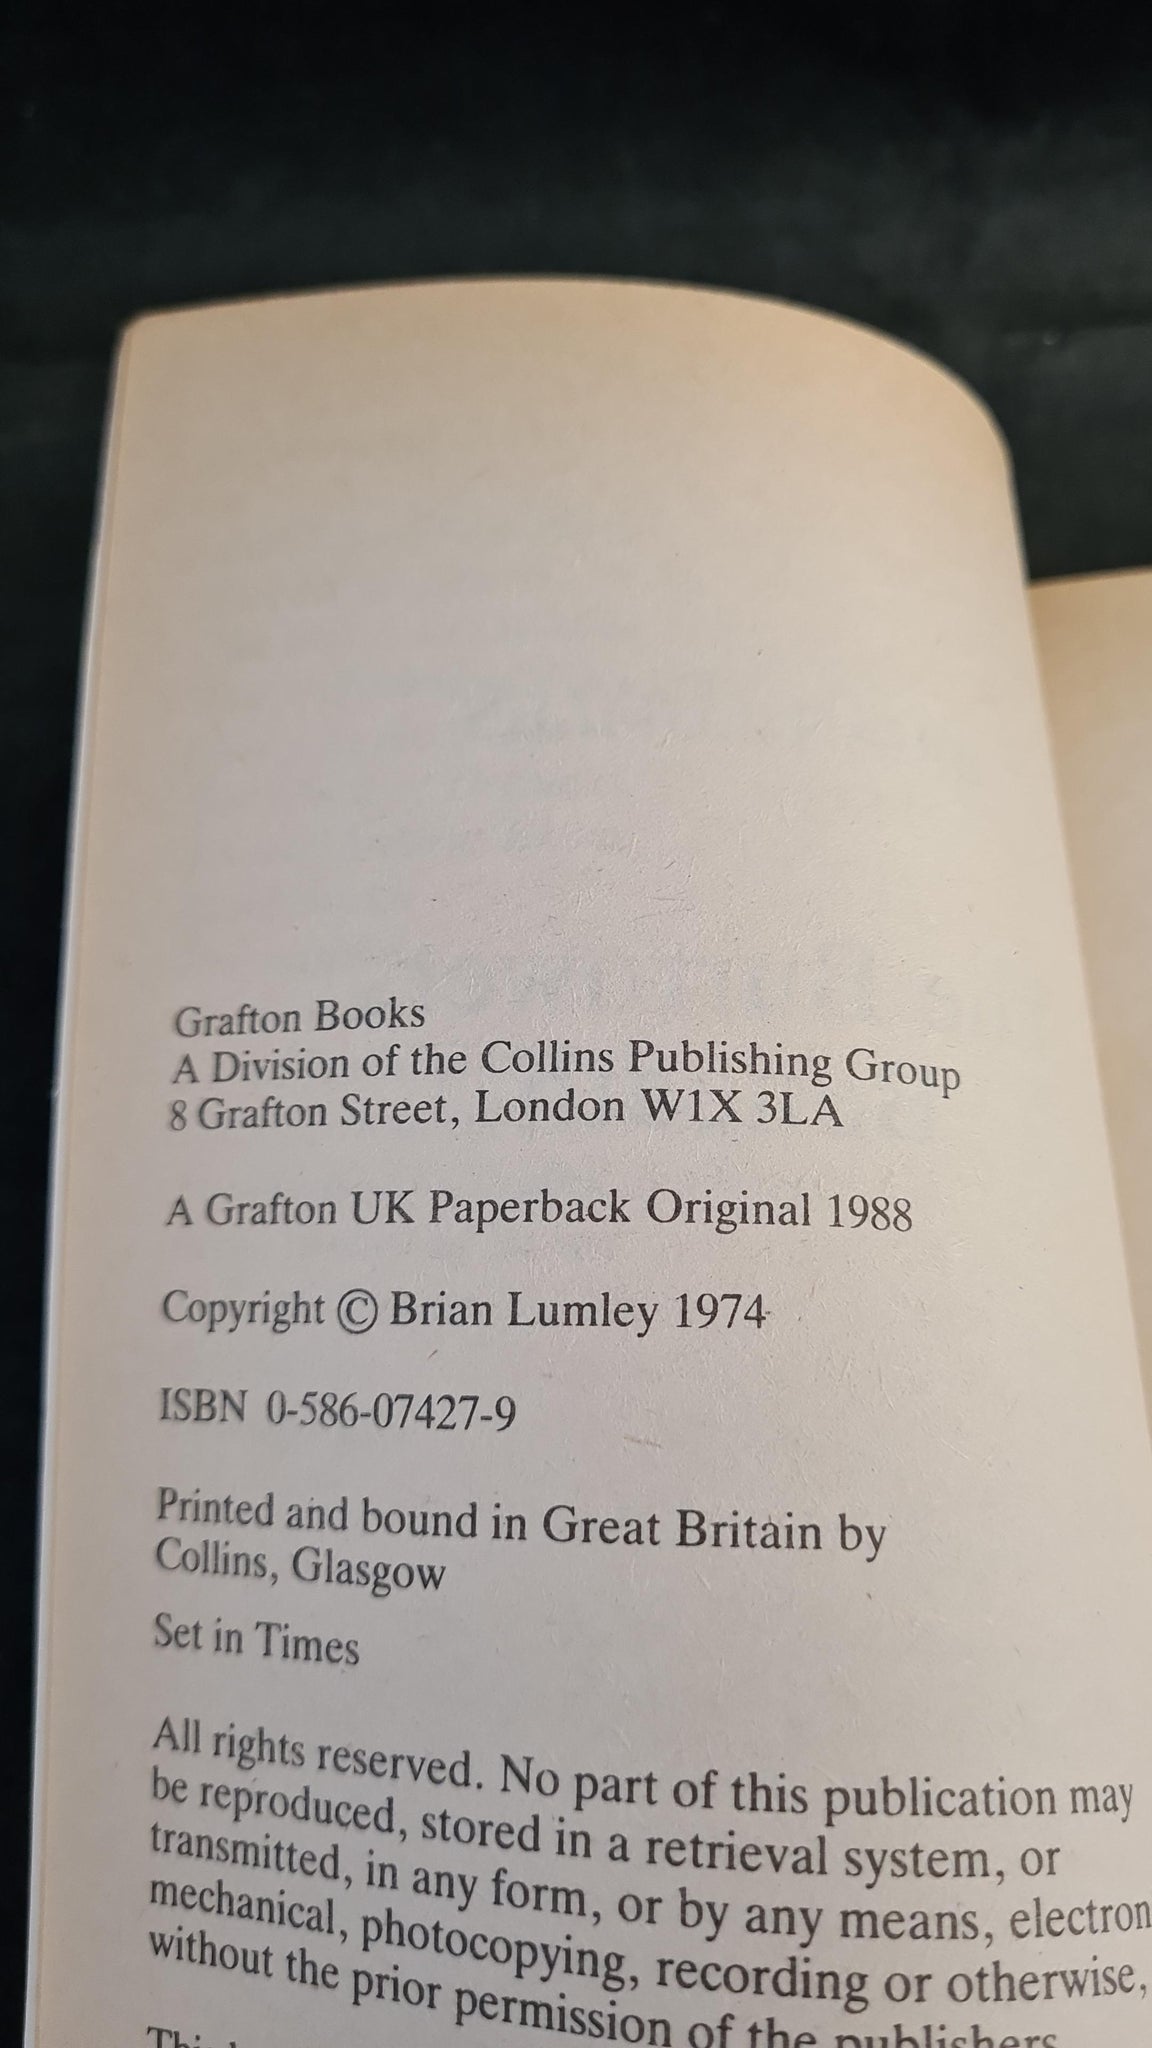 Grafton Books
A Division of the Collins Publishing Group
8 Grafton Street, London W1X 3LA
A Grafton UK Paperback Original 1988
Copyright © Brian Lumley 1974
ISBN 0-586-07427-9
Printed and bound in Great Britain by
Collins, Glasgow
Set in Times
All rights reserved. No part of this publication may
be reproduced, stored in a retrieval system, or
transmitted, in any form, or by any means, electron
mechanical, photocopying, recording or otherwise,
without the prior permission of the publishers